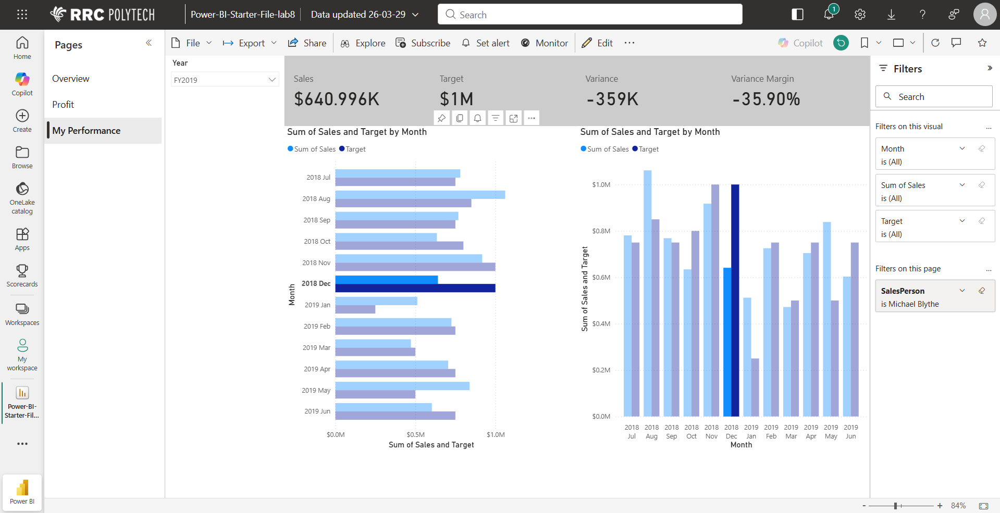 RRC POLYTECH
Power-BI-Starter-File-lab8
Data updated 26-03-29
Search
1
Home
Copilot
Create
Browse
OneLake
catalog
Apps
Scorecards
Workspaces
My
workspace
Power-BI-
Starter-Fil...
Power BI
Pages
Overview
Profit
My Performance
File
Export
Share
Explore
Subscribe
Set alert
Monitor
Edit
Copilot
Year
FY2019
Sales
$640.996K
Target
$1M
Variance
-359K
Variance Margin
-35.90%
Sum of Sales and Target by Month
Sum of Sales Target
Month
2018 Jul
2018 Aug
2018 Sep
2018 Oct
2018 Nov
2018 Dec
2019 Jan
2019 Feb
2019 Mar
2019 Apr
2019 May
2019 Jun
$0.0M $0.5M $1.0M
Sum of Sales and Target
Sum of Sales and Target by Month
Sum of Sales Target
Sum of Sales and Target
$1.0M
$0.8M
$0.6M
$0.4M
$0.2M
$0.0M
2018 2018 2018 2018 2018 2018 2019 2019 2019 2019 2019 2019
Jul Aug Sep Oct Nov Dec Jan Feb Mar Apr May Jun
Month
Filters
Search
Filters on this visual
Month
is (All)
Sum of Sales
is (All)
Target
is (All)
Filters on this page
SalesPerson
is Michael Blythe
- + 84%